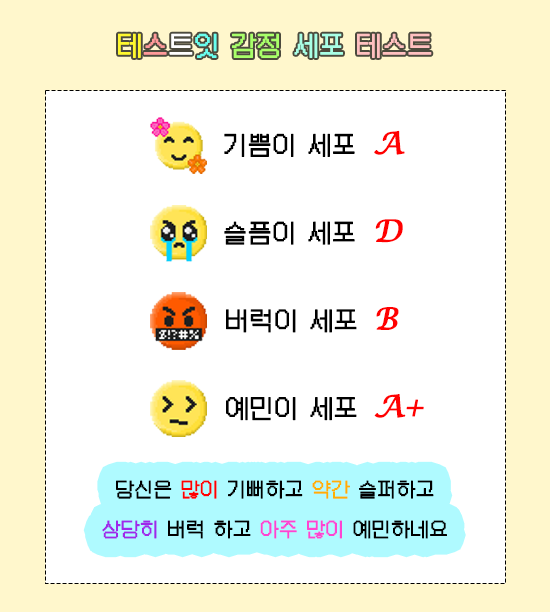 테스트잇 감정 세포 테스트
기쁨이 세포 A
슬픔이 세포 D
버럭이 세포 B
$!?#%
예민이 세포 A+
당신은 많이 기뻐하고 약간 슬퍼하고
상당히 버럭 하고 아주 많이 예민하네요